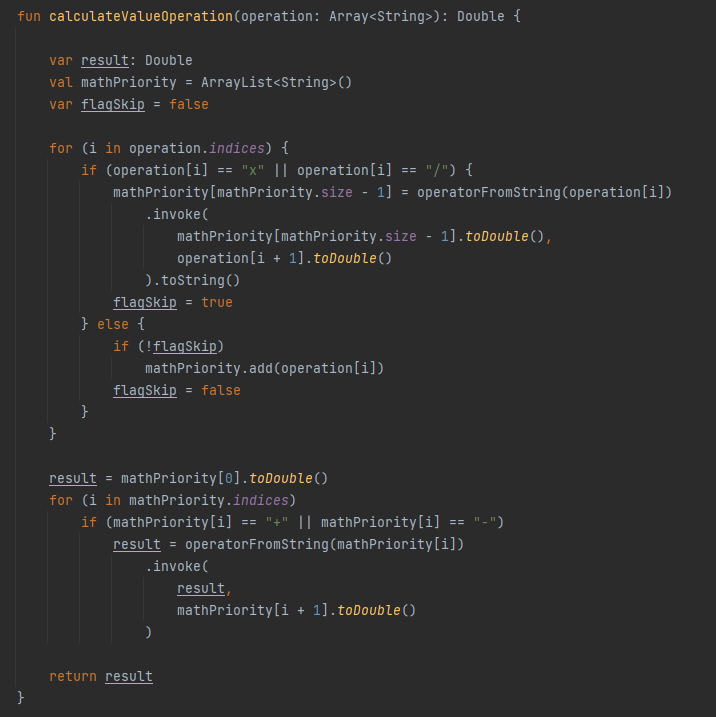 fun calculateValueOperation(operation: Array<String>): Double {
var result: Double
val mathPriority = ArrayList<String>()
var flagSkip = false
for (i in operation.indices) {
if (operation[i] == "x" || operation[i] == "/") {
mathPriority[mathPriority.size - 1] = operatorFromString(operation[i])
.invoke(
mathPriority[mathPriority.size - 1].toDouble(),
operation[i + 1].toDouble()
).toString()
flagSkip = true
} else {
if (!flagSkip)
mathPriority.add(operation[i])
flagSkip = false
}
}
result = mathPriority[0].toDouble()
for (i in mathPriority.indices)
if (mathPriority[i] == "+" || mathPriority[i] == "-")
result = operatorFromString(mathPriority[i])
.invoke(
result,
mathPriority[i + 1].toDouble()
)
return result
}